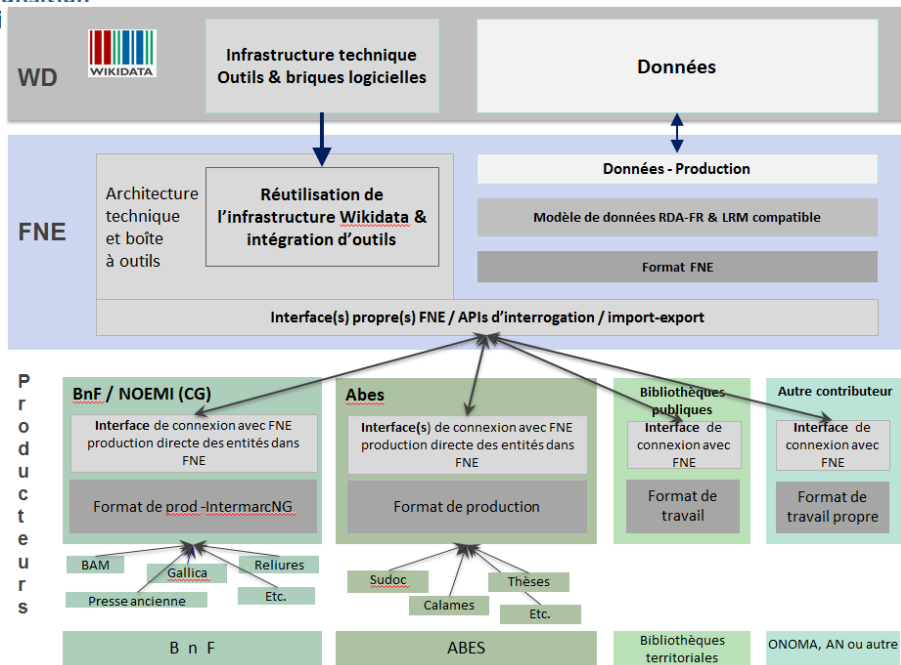 WD
WIKIDATA
Infrastructure technique
Outils & briques logicielles
Données
FNE
Architecture
technique
et boîte
à outils
Réutilisation de
l'infrastructure Wikidata &
intégration d'outils
Données - Production
Modèle de données RDA-FR & LRM compatible
Format FNE
Interface(s) propre(s) FNE / APIs d'interrogation / import-export
Producteurs
BnF / NOEMI (CG)
Interface de connexion avec FNE
production directe des entités dans
FNE
Format de prod -IntermarcNG
BAM
Gallica
Reliures
Presse ancienne
Etc.
B n F
Abes
Interface(s) de connexion avec FNE
production directe des entités dans
FNE
Format de production
Sudoc
Thèses
Calames
Etc.
ABES
Bibliothèques
publiques
Interface de
connexion avec
FNE
Format de
travail
Bibliothèques
territoriales
Autre contributeur
Interface de
connexion avec
FNE
Format de
travail propre
ONOMA, AN ou autre